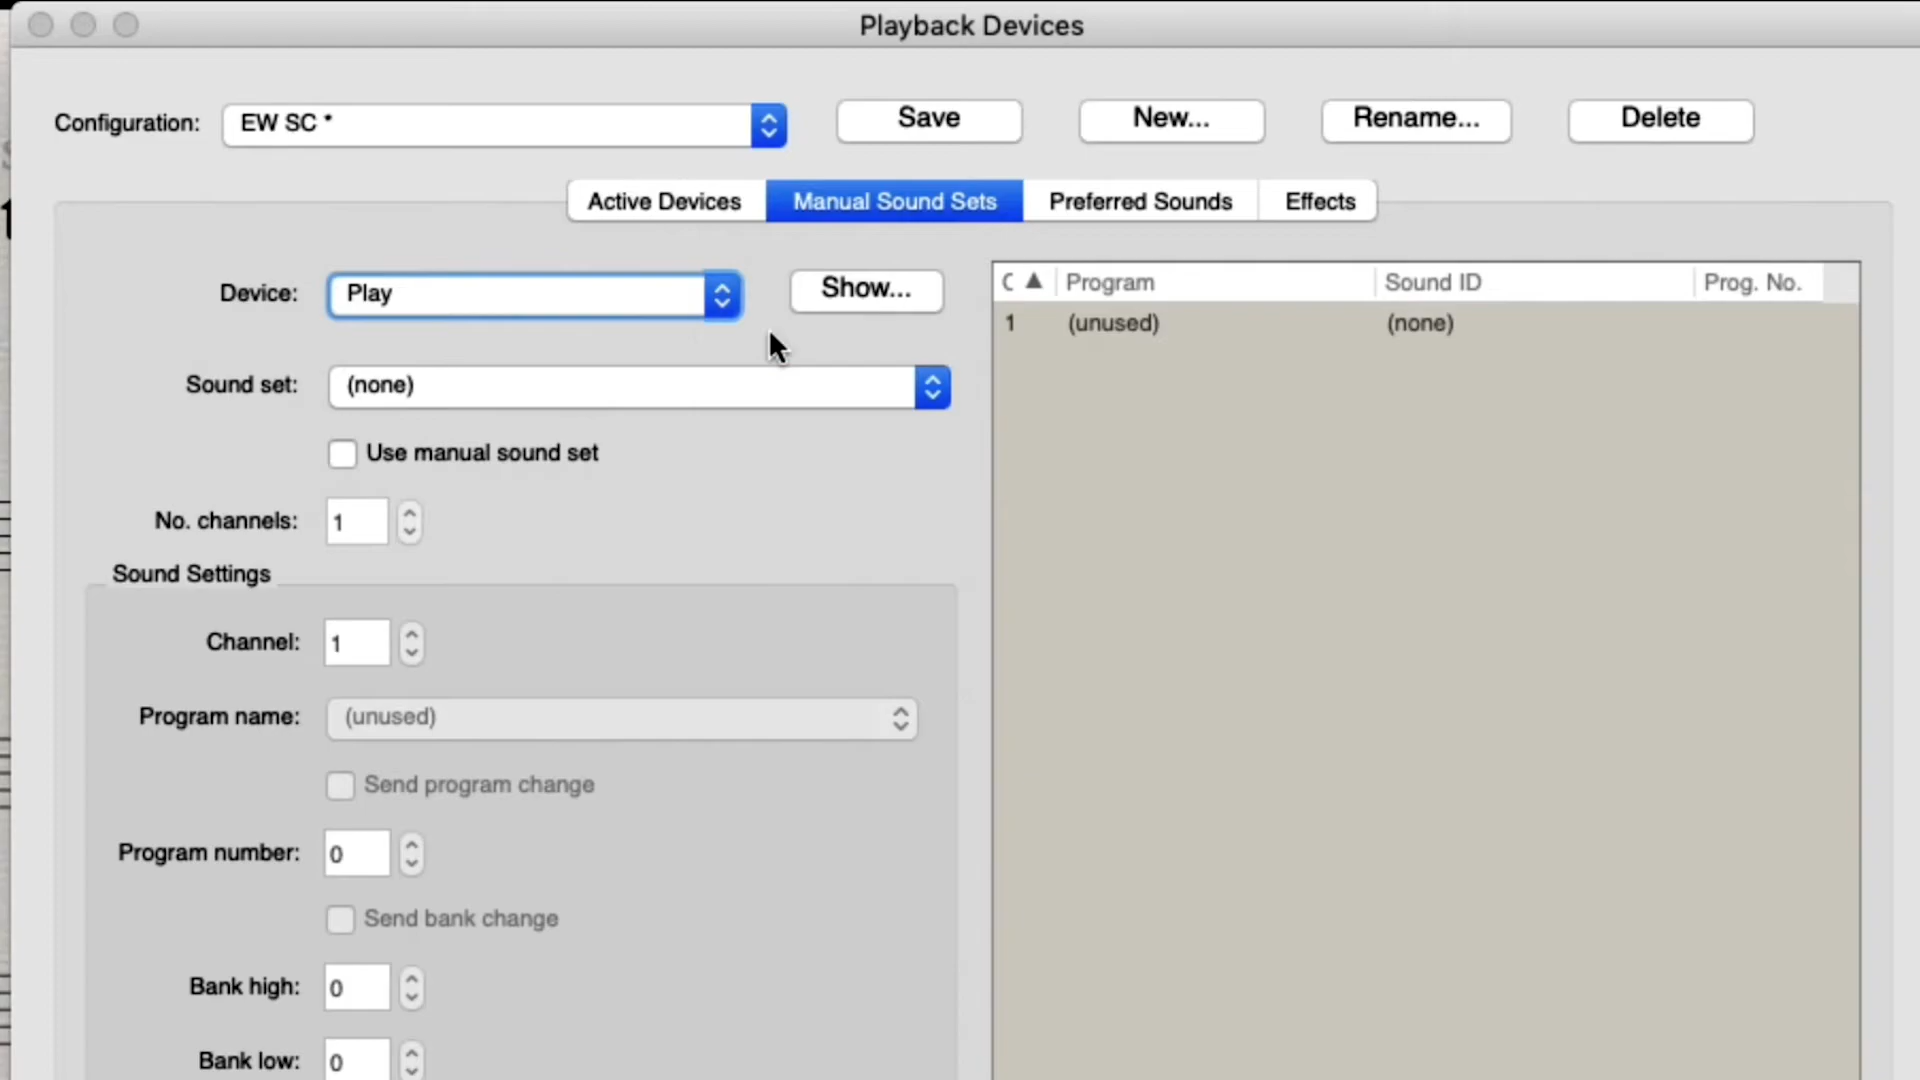 Playback Devices
Configuration: EW SC * Save New... Rename... Delete
Active Devices Manual Sound Sets Preferred Sounds Effects
Device: Play Show...
Sound set: (none)
Use manual sound set
No. channels: 1
Sound Settings
Channel: 1
Program name: (unused)
Send program change
Program number: 0
Send bank change
Bank high: 0
Bank low: 0
C Program Sound ID Prog. No.
1 (unused) (none)